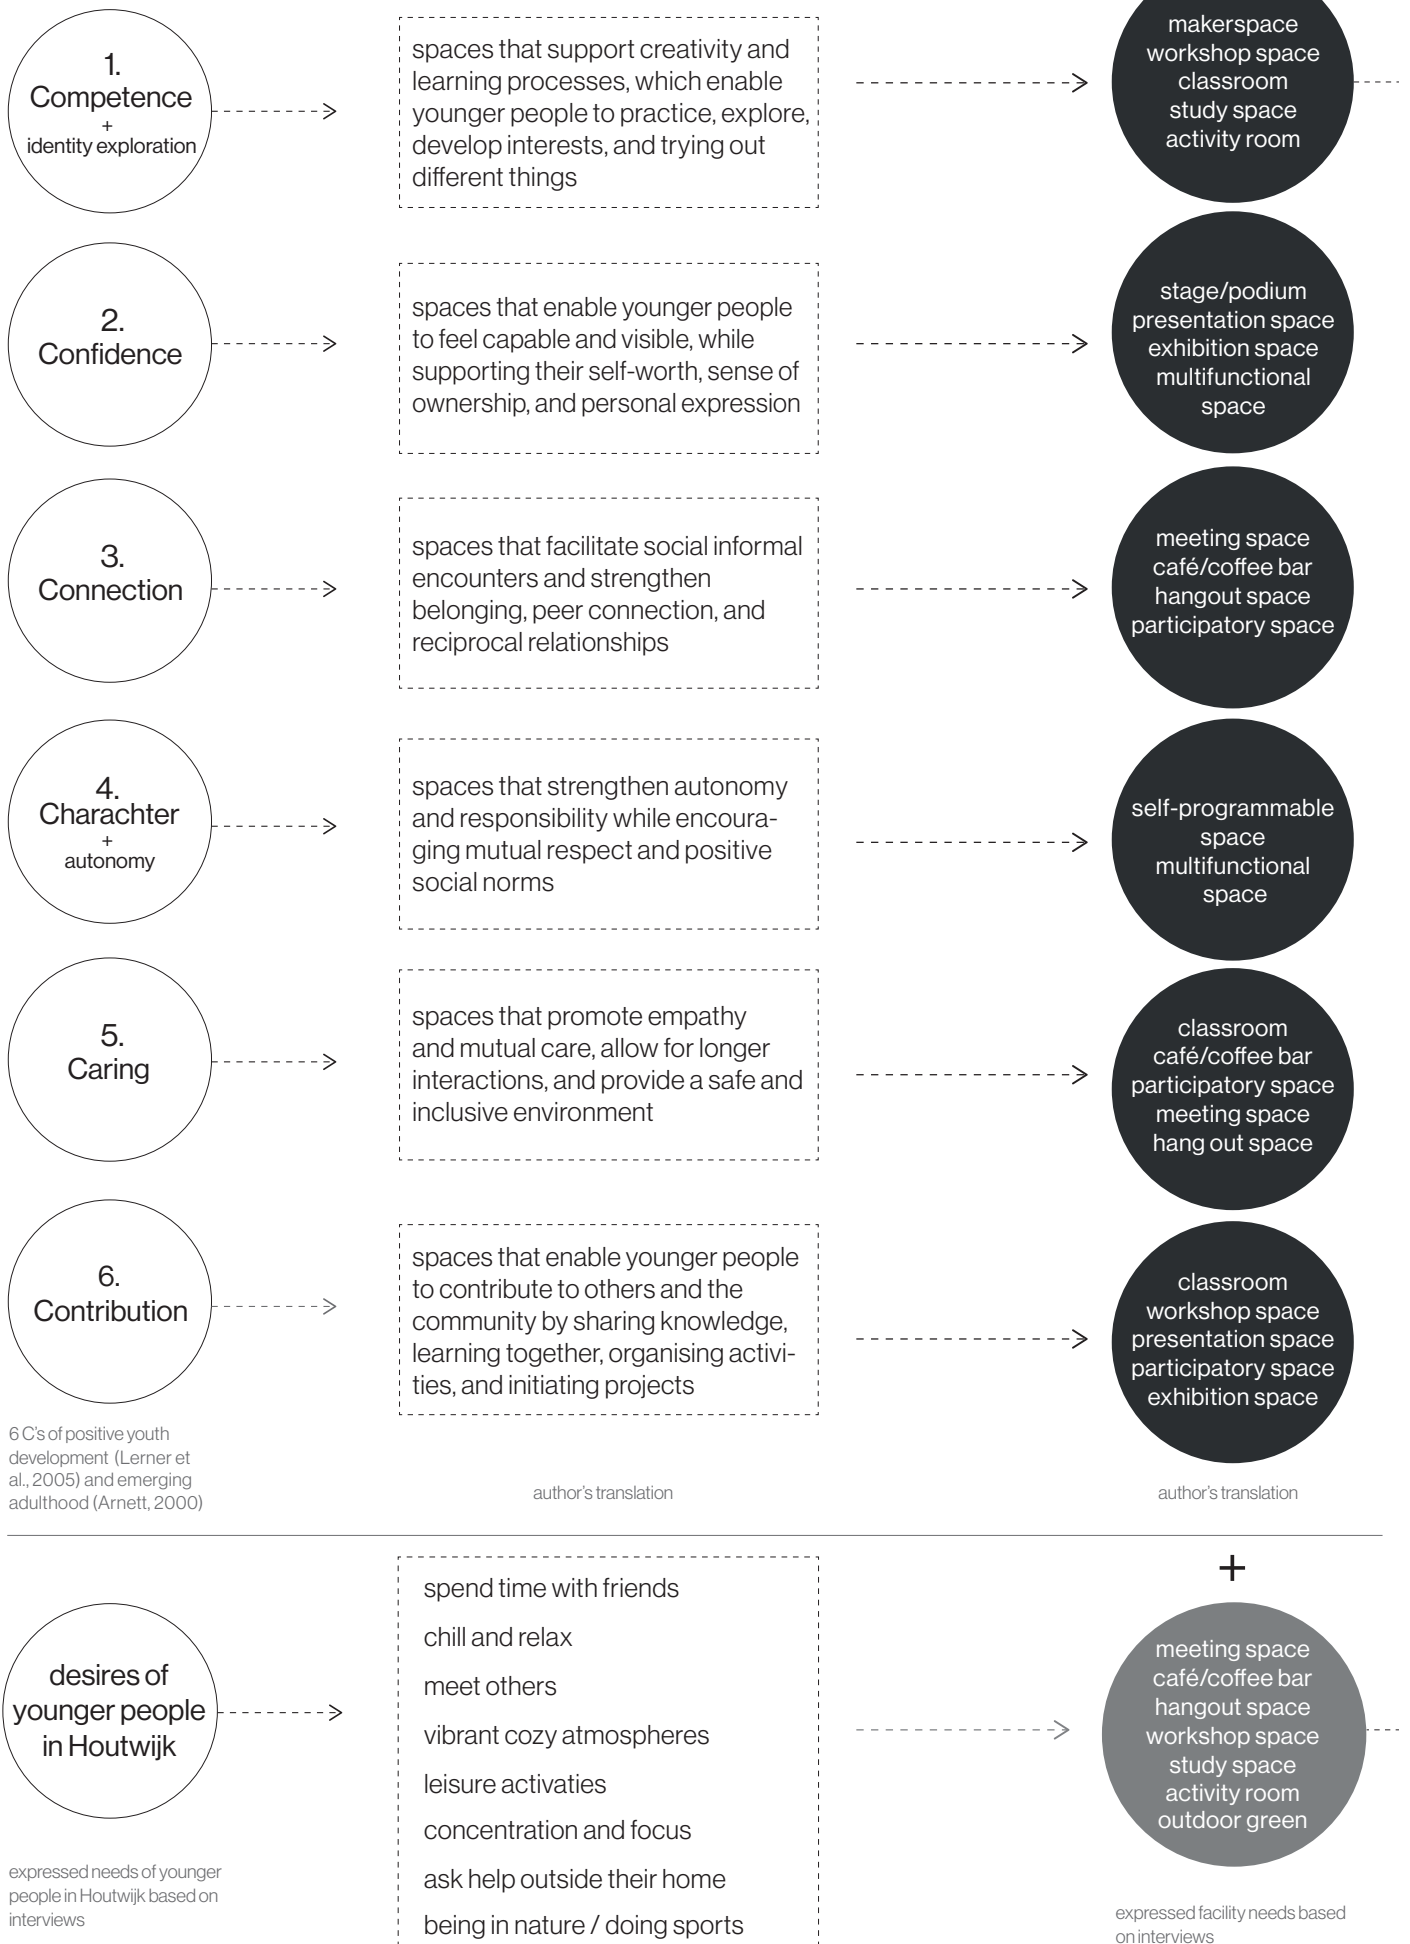 1.
Competence
+
identity exploration
spaces that support creativity and
learning processes, which enable
younger people to practice, explore,
develop interests, and trying out
different things
makerspace
workshop space
classroom
study space
activity room
2.
Confidence
spaces that enable younger people
to feel capable and visible, while
supporting their self-worth, sense of
ownership, and personal expression
stage/podium
presentation space
exhibition space
multifunctional
space
3.
Connection
spaces that facilitate social informal
encounters and strengthen
belonging, peer connection, and
reciprocal relationships
meeting space
café/coffee bar
hangout space
participatory space
4.
Charachter
+
autonomy
spaces that strengthen autonomy
and responsibility while encoura-
ging mutual respect and positive
social norms
self-programmable
space
multifunctional
space
5.
Caring
spaces that promote empathy
and mutual care, allow for longer
interactions, and provide a safe and
inclusive environment
classroom
café/coffee bar
participatory space
meeting space
hang out space
6.
Contribution
spaces that enable younger people
to contribute to others and the
community by sharing knowledge,
learning together, organising activi-
ties, and initiating projects
classroom
workshop space
presentation space
participatory space
exhibition space
6 C's of positive youth
development (Lerner et
al., 2005) and emerging
adulthood (Arnett, 2000)
author's translation
author's translation
+
desires of
younger people
in Houtwijk
spend time with friends
chill and relax
meet others
vibrant cozy atmospheres
leisure activaties
concentration and focus
ask help outside their home
being in nature / doing sports
meeting space
café/coffee bar
hangout space
workshop space
study space
activity room
outdoor green
expressed needs of younger
people in Houtwijk based on
interviews
expressed facility needs based
on interviews